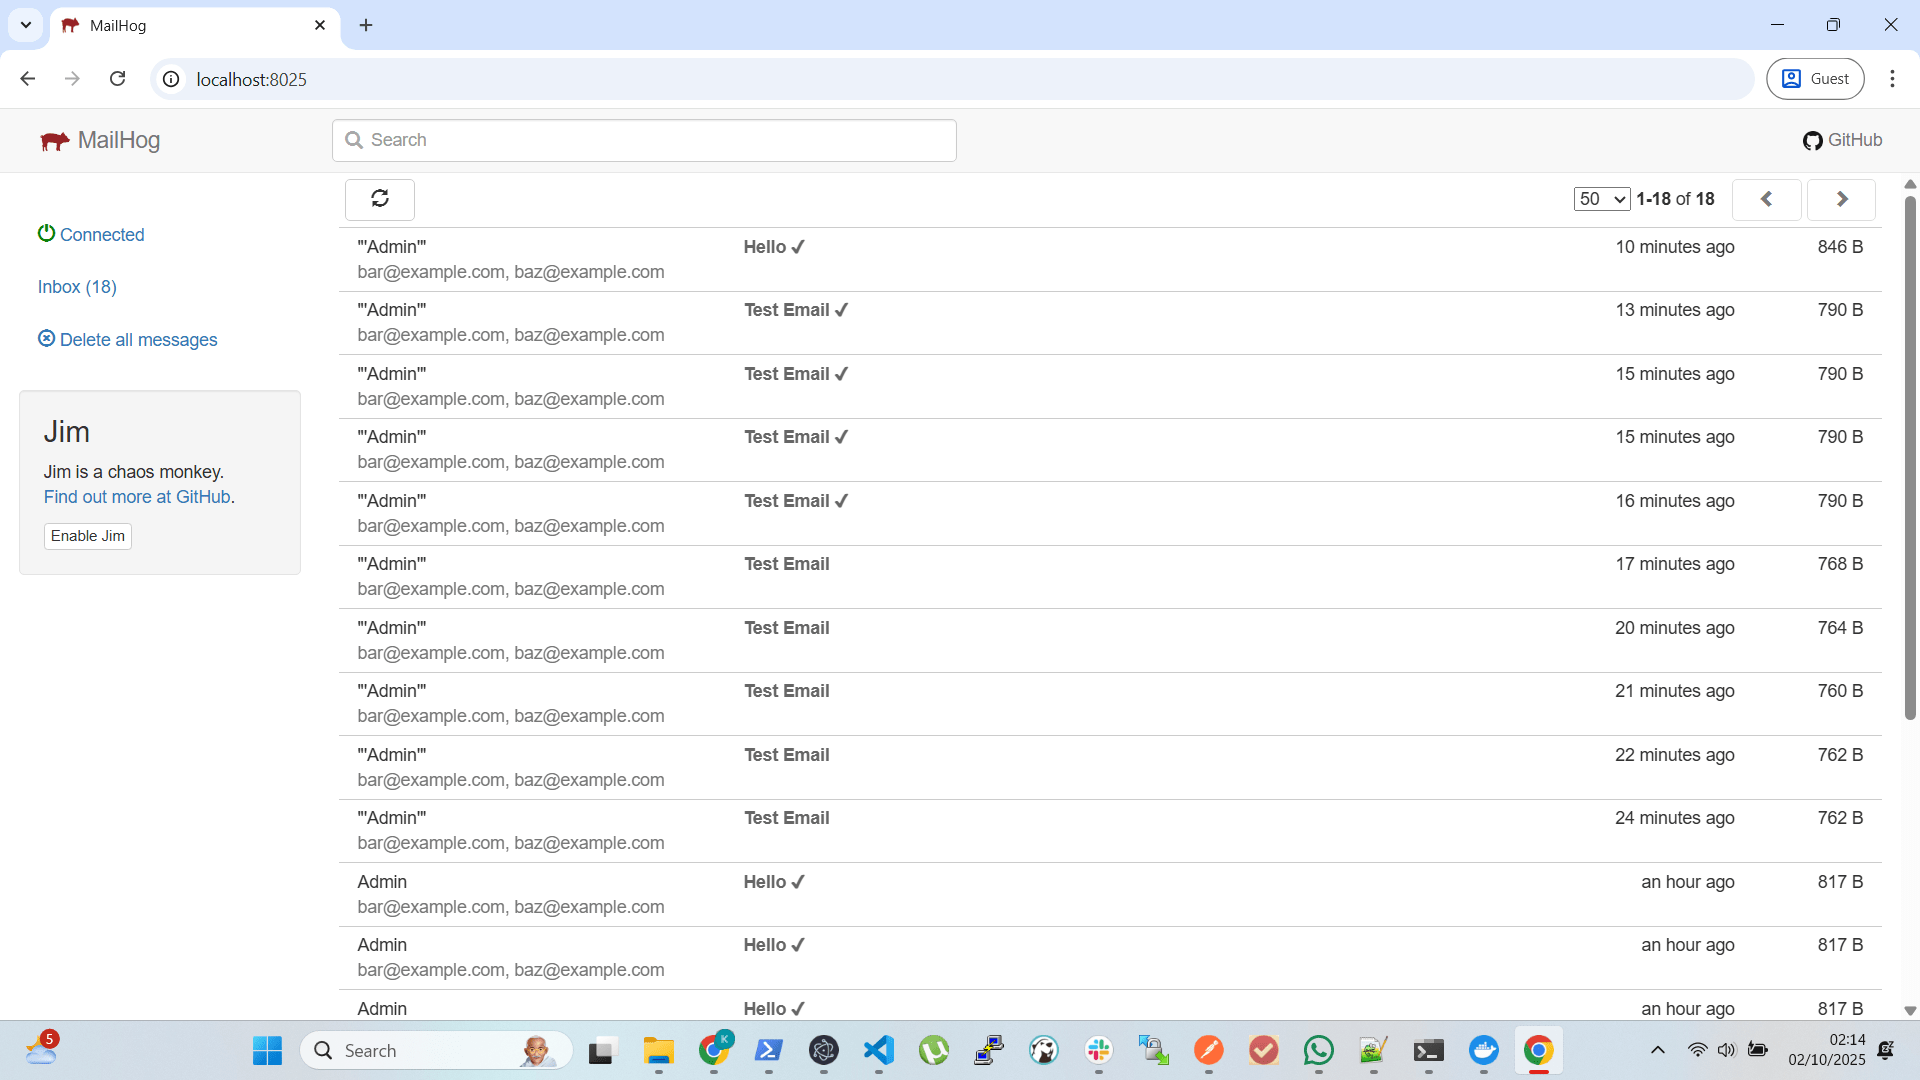 MailHog
localhost:8025
Guest
MailHog
Search
GitHub
50 1-18 of 18
Connected
Inbox (18)
Delete all messages
Jim
Jim is a chaos monkey.
Find out more at GitHub.
Enable Jim
"'Admin'" Hello ✔ 10 minutes ago 846 B
bar@example.com, baz@example.com
"'Admin'" Test Email ✔ 13 minutes ago 790 B
bar@example.com, baz@example.com
"'Admin'" Test Email ✔ 15 minutes ago 790 B
bar@example.com, baz@example.com
"'Admin'" Test Email ✔ 15 minutes ago 790 B
bar@example.com, baz@example.com
"'Admin'" Test Email ✔ 16 minutes ago 790 B
bar@example.com, baz@example.com
"'Admin'" Test Email 17 minutes ago 768 B
bar@example.com, baz@example.com
"'Admin'" Test Email 20 minutes ago 764 B
bar@example.com, baz@example.com
"'Admin'" Test Email 21 minutes ago 760 B
bar@example.com, baz@example.com
"'Admin'" Test Email 22 minutes ago 762 B
bar@example.com, baz@example.com
"'Admin'" Test Email 24 minutes ago 762 B
bar@example.com, baz@example.com
Admin Hello ✔ an hour ago 817 B
bar@example.com, baz@example.com
Admin Hello ✔ an hour ago 817 B
bar@example.com, baz@example.com
Admin Hello ✔ an hour ago 817 B
5
Search
K
02:14
02/10/2025